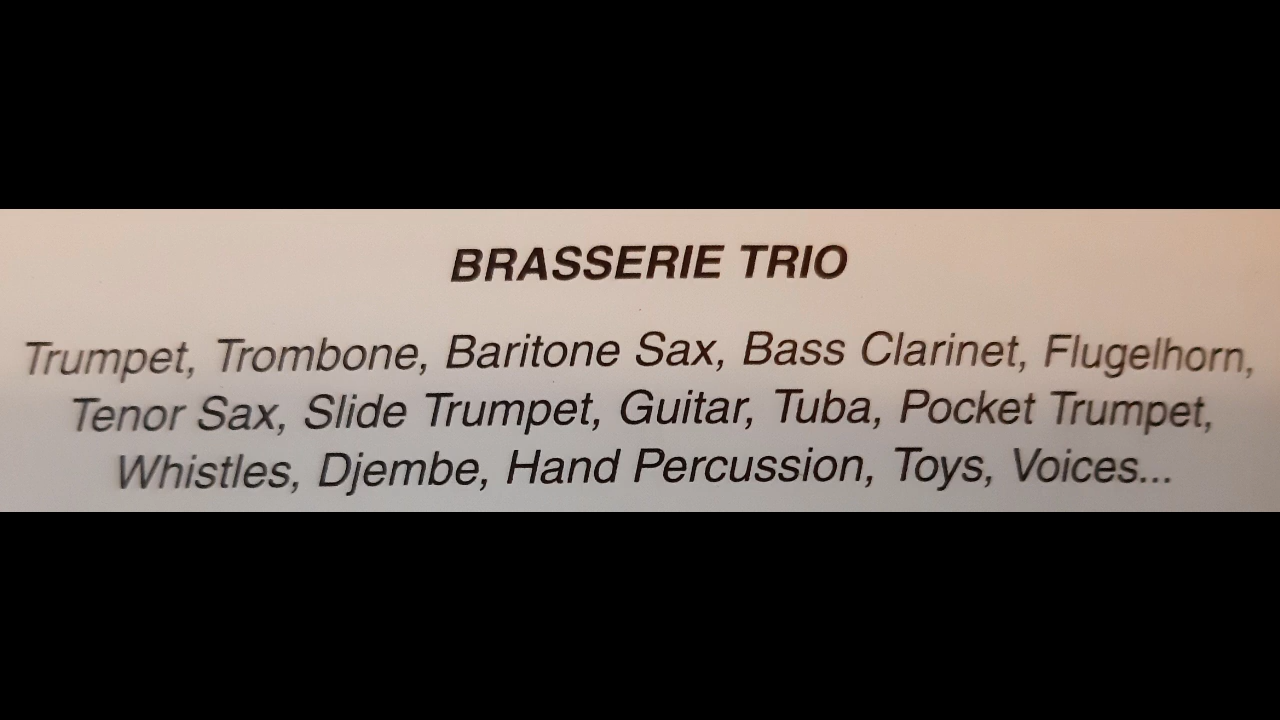 BRASSERIE TRIO
Trumpet, Trombone, Baritone Sax, Bass Clarinet, Flugelhorn,
Tenor Sax, Slide Trumpet, Guitar, Tuba, Pocket Trumpet,
Whistles, Djembe, Hand Percussion, Toys, Voices...